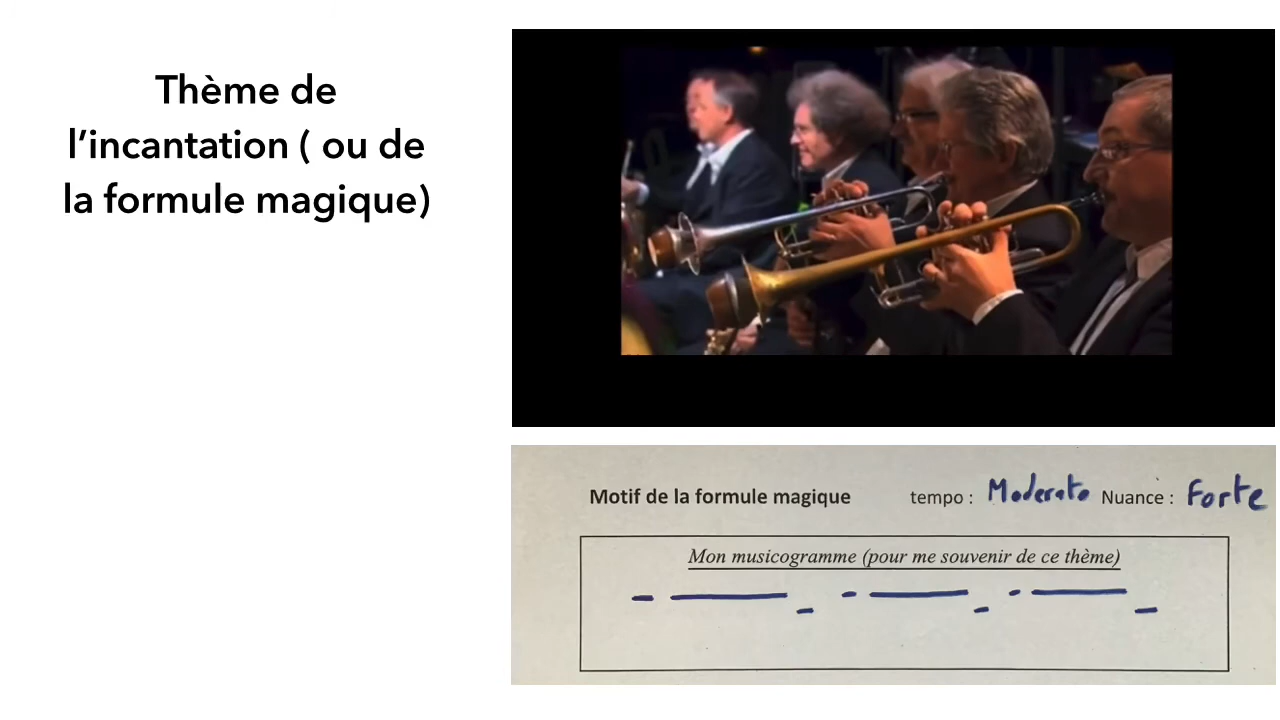 Thème de
l’incantation ( ou de
la formule magique)
Motif de la formule magique tempo : Moderato Nuance : Forte
Mon musicogramme (pour me souvenir de ce thème)